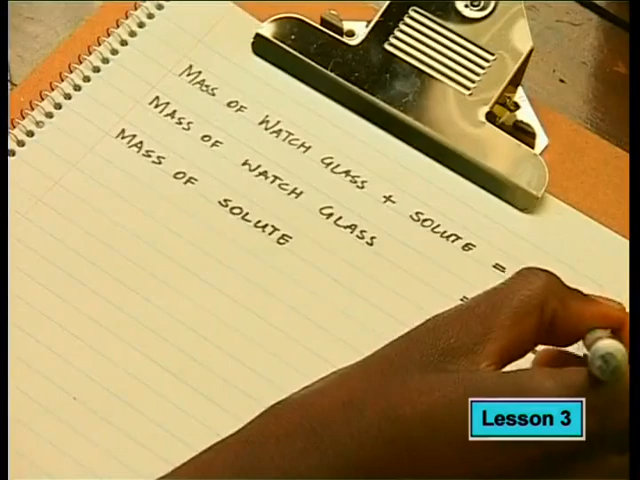 MASS OF WATCH GLASS + SOLUTE =
MASS OF WATCH GLASS =
MASS OF SOLUTE
Lesson 3